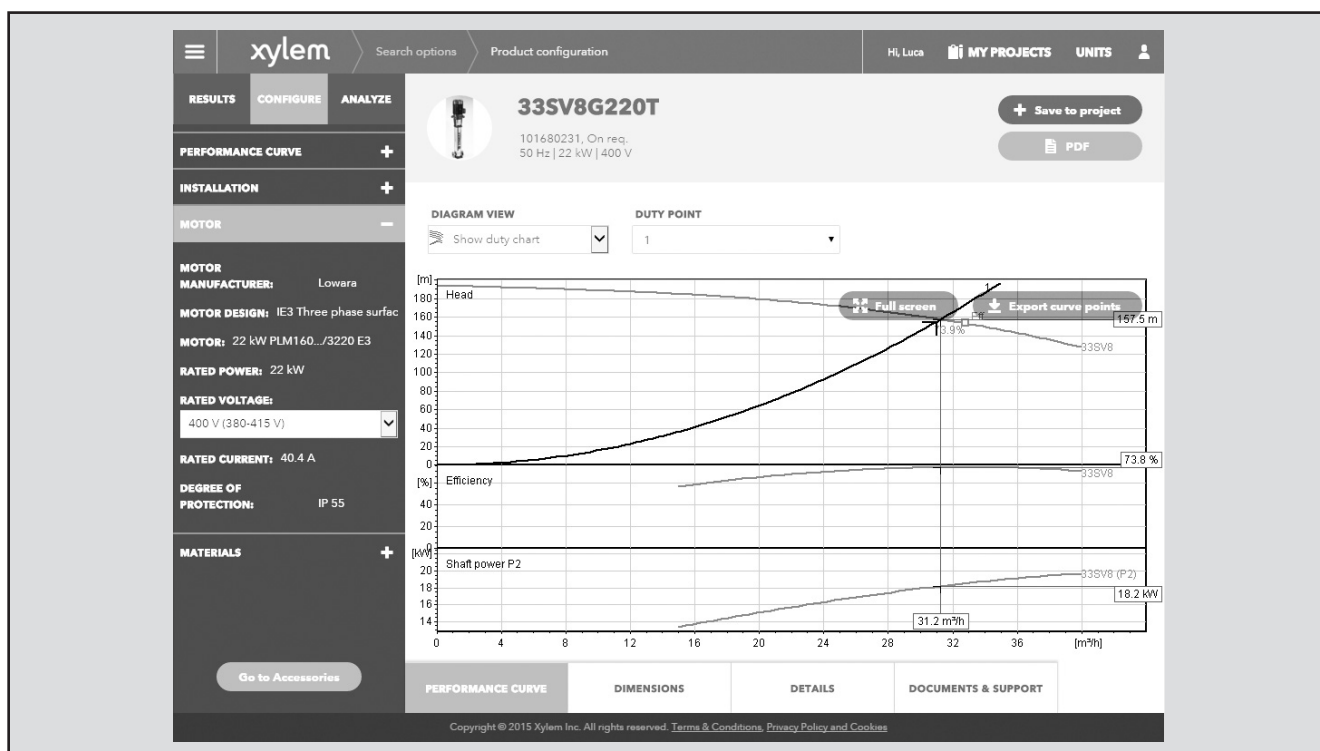 xylem
Search options
Product configuration
Hi, Luca
MY PROJECTS
UNITS
RESULTS
CONFIGURE
ANALYZE
33SV8G220T
101680231, On req.
50 Hz | 22 kW | 400 V
+ Save to project
PDF
PERFORMANCE CURVE +
INSTALLATION +
MOTOR −
MOTOR
MANUFACTURER: Lowara
MOTOR DESIGN: IE3 Three phase surfac
MOTOR: 22 kW PLM160.../3220 E3
RATED POWER: 22 kW
RATED VOLTAGE:
400 V (380-415 V)
RATED CURRENT: 40.4 A
DEGREE OF
PROTECTION: IP 55
MATERIALS +
Go to Accessories
DIAGRAM VIEW
Show duty chart
DUTY POINT
1
[m]
Head
180
160
140
120
100
80
60
40
20
0
1
Full screen
Export curve points
Eff
157.5 m
3.9%
33SV8
73.8 %
[%]
Efficiency
40
20
0
33SV8
[kW]
Shaft power P2
20
18
16
14
33SV8 (P2)
18.2 kW
31.2 m³/h
0 4 8 12 16 20 24 28 32 36 [m³/h]
PERFORMANCE CURVE
DIMENSIONS
DETAILS
DOCUMENTS & SUPPORT
Copyright © 2015 Xylem Inc. All rights reserved. Terms & Conditions, Privacy Policy and Cookies